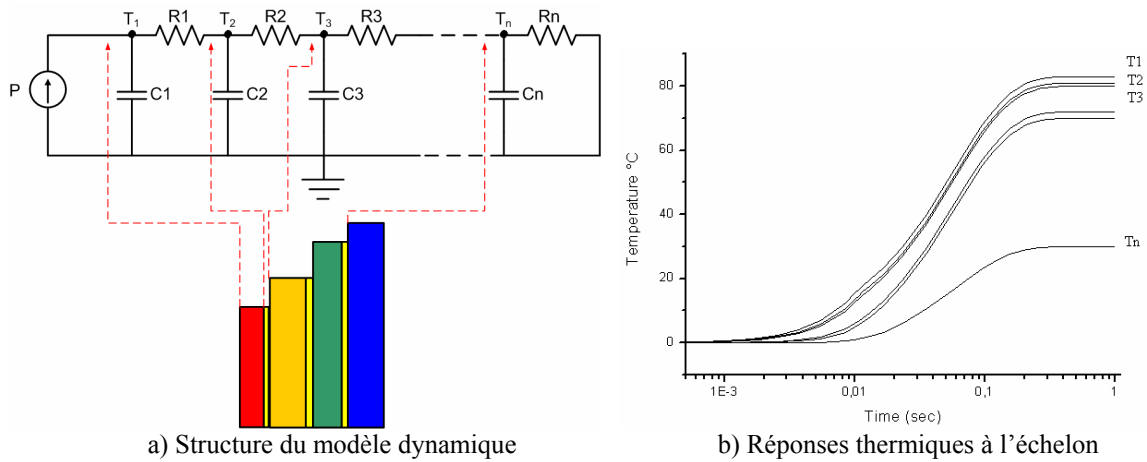 T1 R1 T2 R2 T3 R3 Tn Rn
P C1 C2 C3 Cn
a) Structure du modèle dynamique
T1
T2
T3
Tn
80
60
40
20
0
Temperature °C
1E-3 0,01 0,1 1
Time (sec)
b) Réponses thermiques à l'échelon